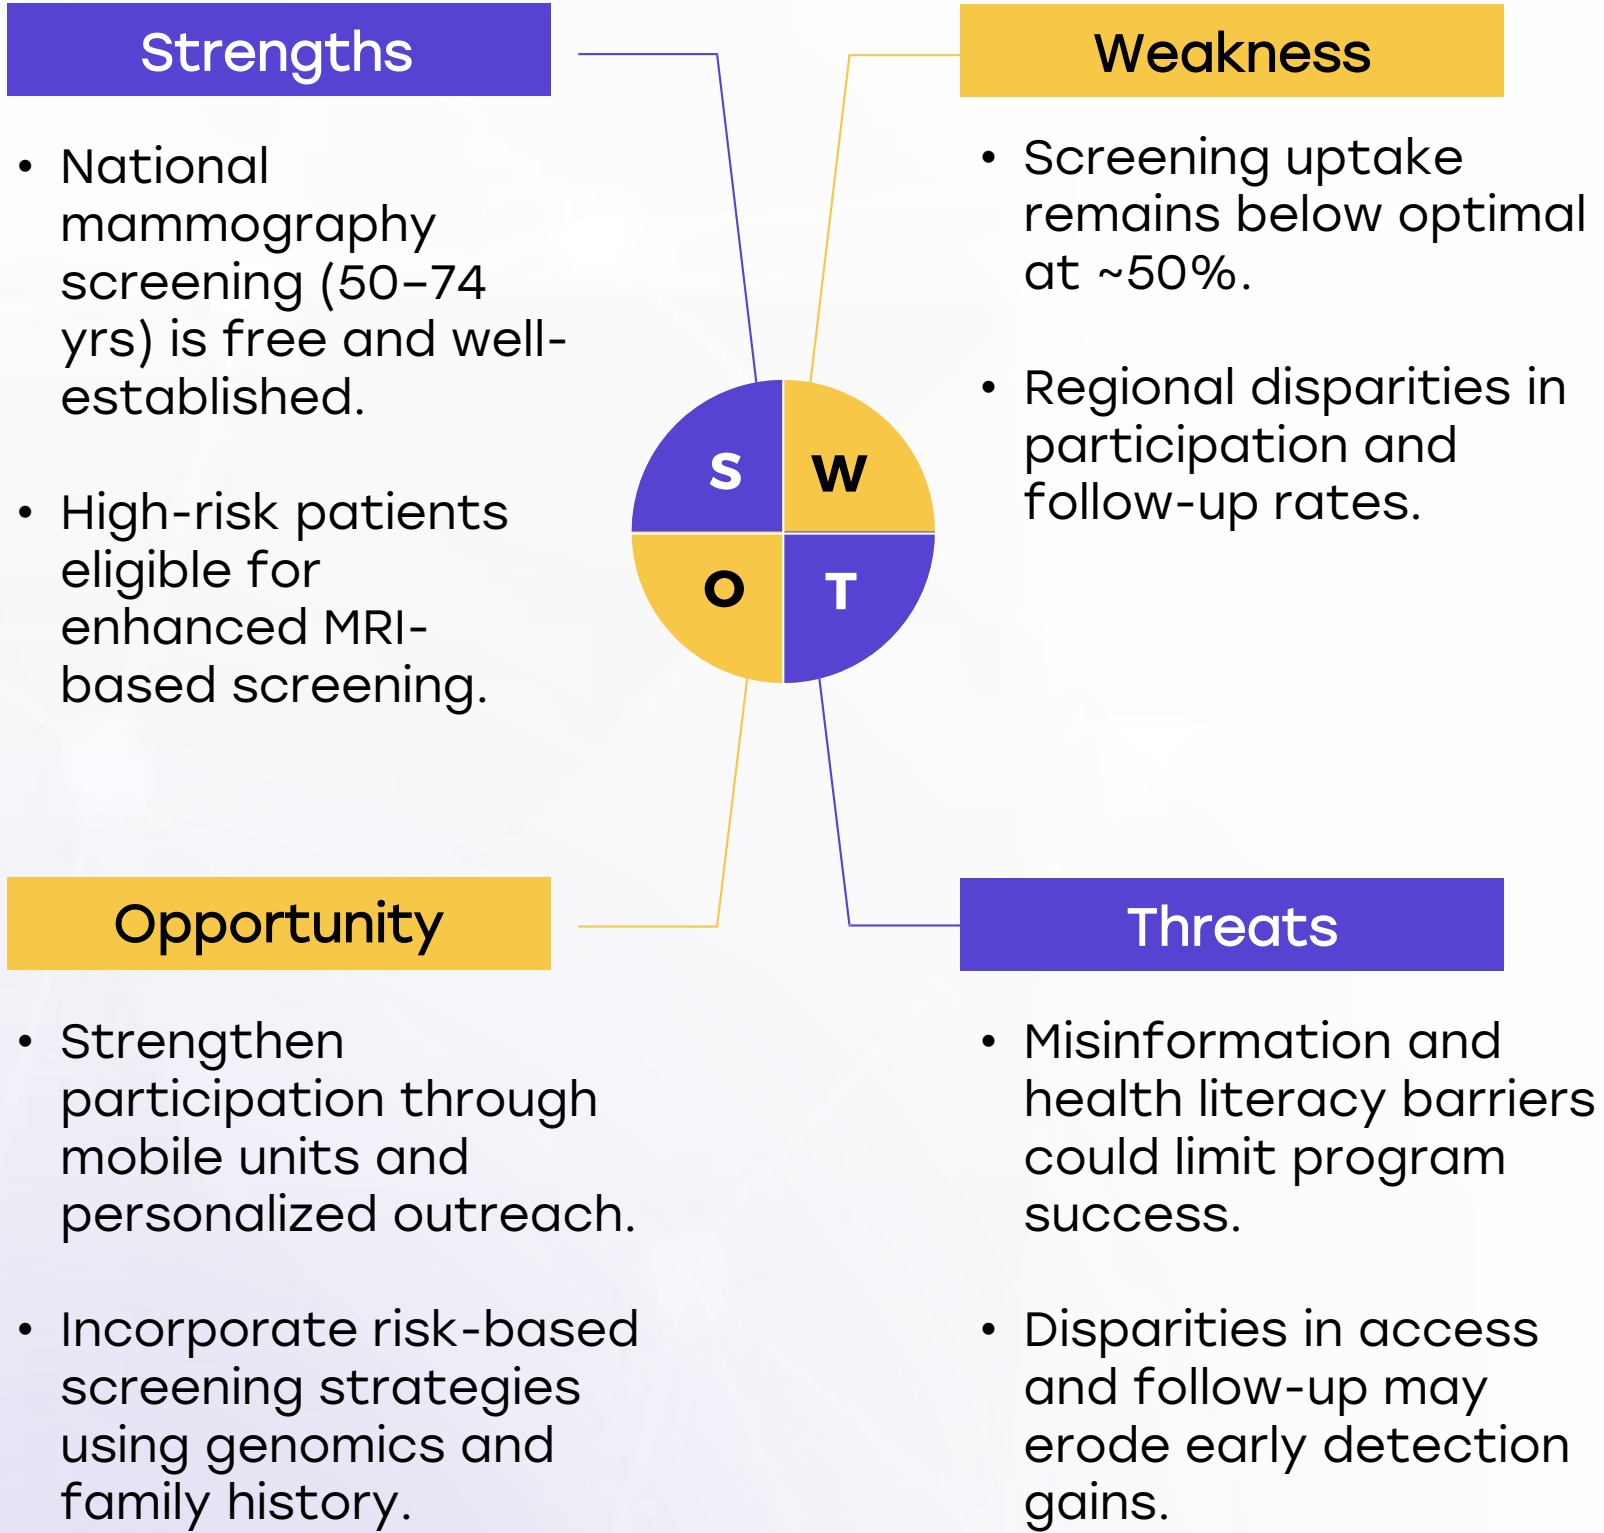 Strengths
• National
mammography
screening (50–74
yrs) is free and well-
established.
• High-risk patients
eligible for
enhanced MRI-
based screening.
Weakness
• Screening uptake
remains below optimal
at ~50%.
• Regional disparities in
participation and
follow-up rates.
S
W
O
T
Opportunity
• Strengthen
participation through
mobile units and
personalized outreach.
• Incorporate risk-based
screening strategies
using genomics and
family history.
Threats
• Misinformation and
health literacy barriers
could limit program
success.
• Disparities in access
and follow-up may
erode early detection
gains.